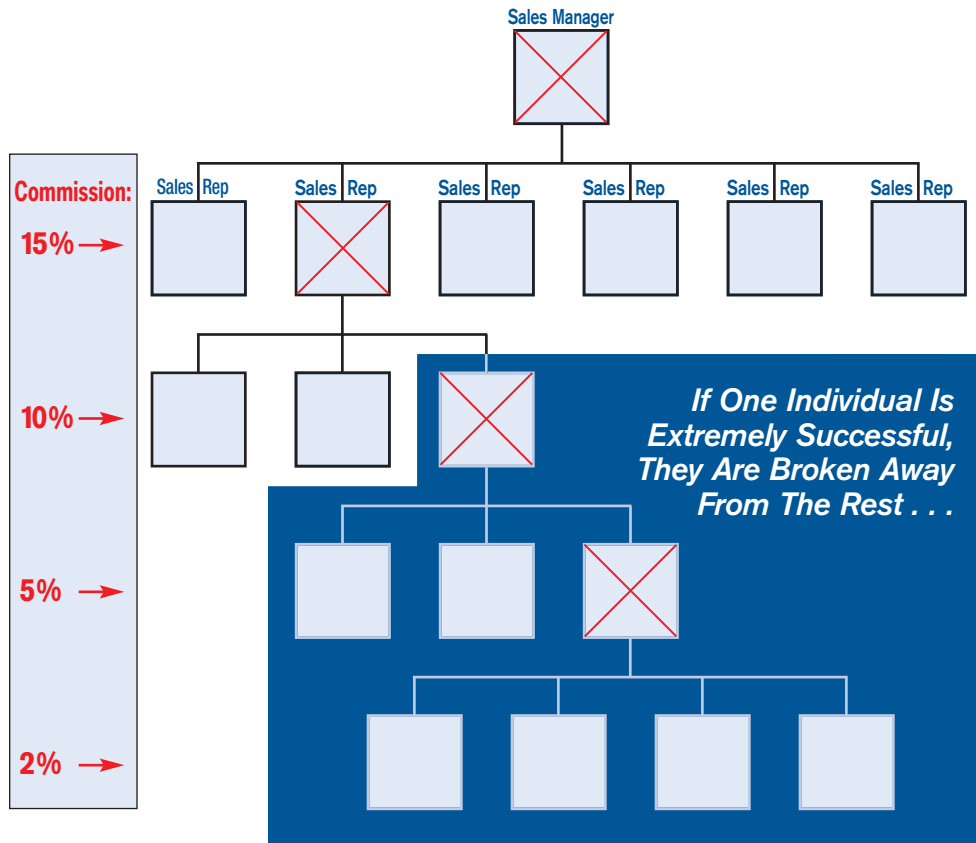 Sales Manager
Commission:
Sales Rep
Sales Rep
Sales Rep
Sales Rep
Sales Rep
Sales Rep
15%
10%
If One Individual Is
Extremely Successful,
They Are Broken Away
From The Rest . . .
5%
2%